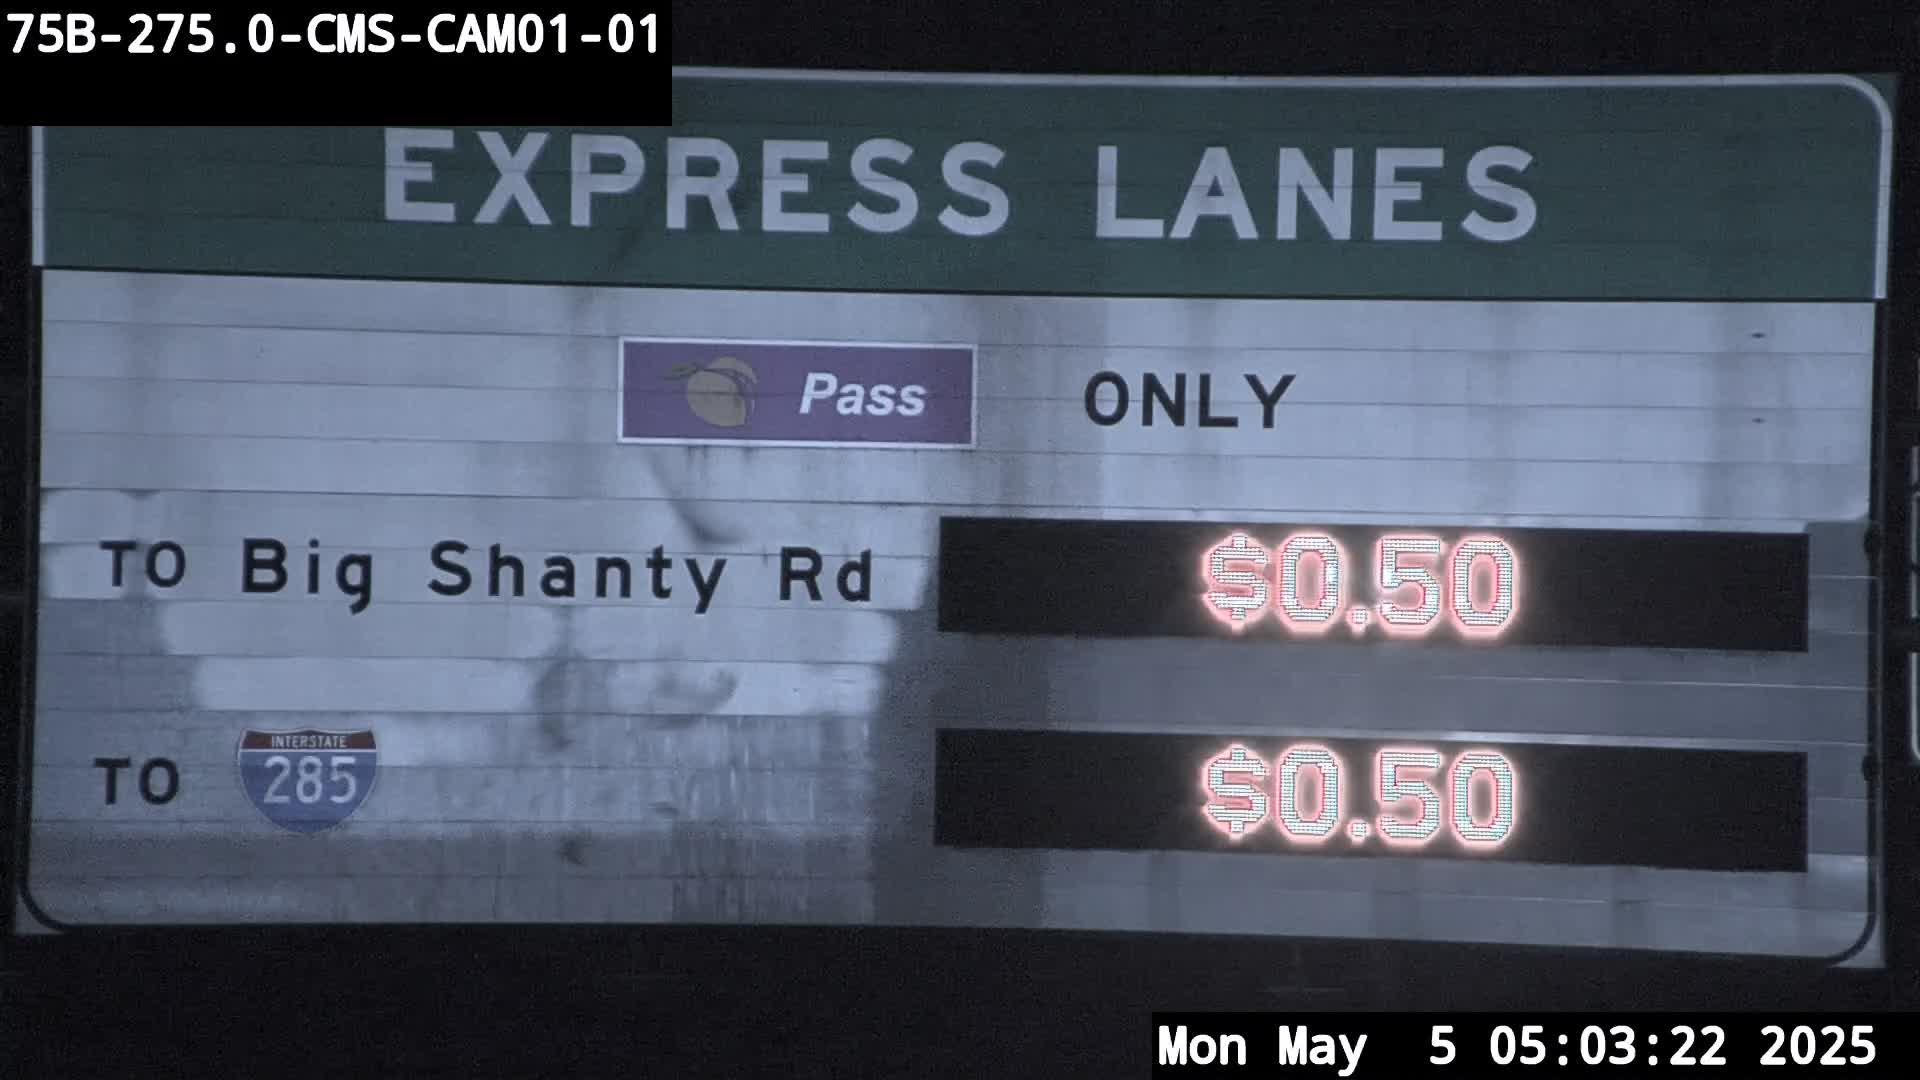 75B-275.0-CMS-CAM01-01
EXPRESS LANES
Pass ONLY
TO Big Shanty Rd $0.50
TO INTERSTATE 285 $0.50
Mon May 5 05:03:22 2025